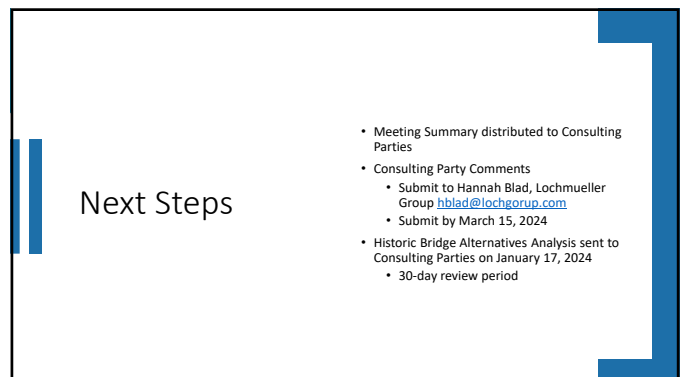 Next Steps
• Meeting Summary distributed to Consulting
Parties
• Consulting Party Comments
• Submit to Hannah Blad, Lochmueller
Group hblad@lochgorup.com
• Submit by March 15, 2024
• Historic Bridge Alternatives Analysis sent to
Consulting Parties on January 17, 2024
• 30-day review period